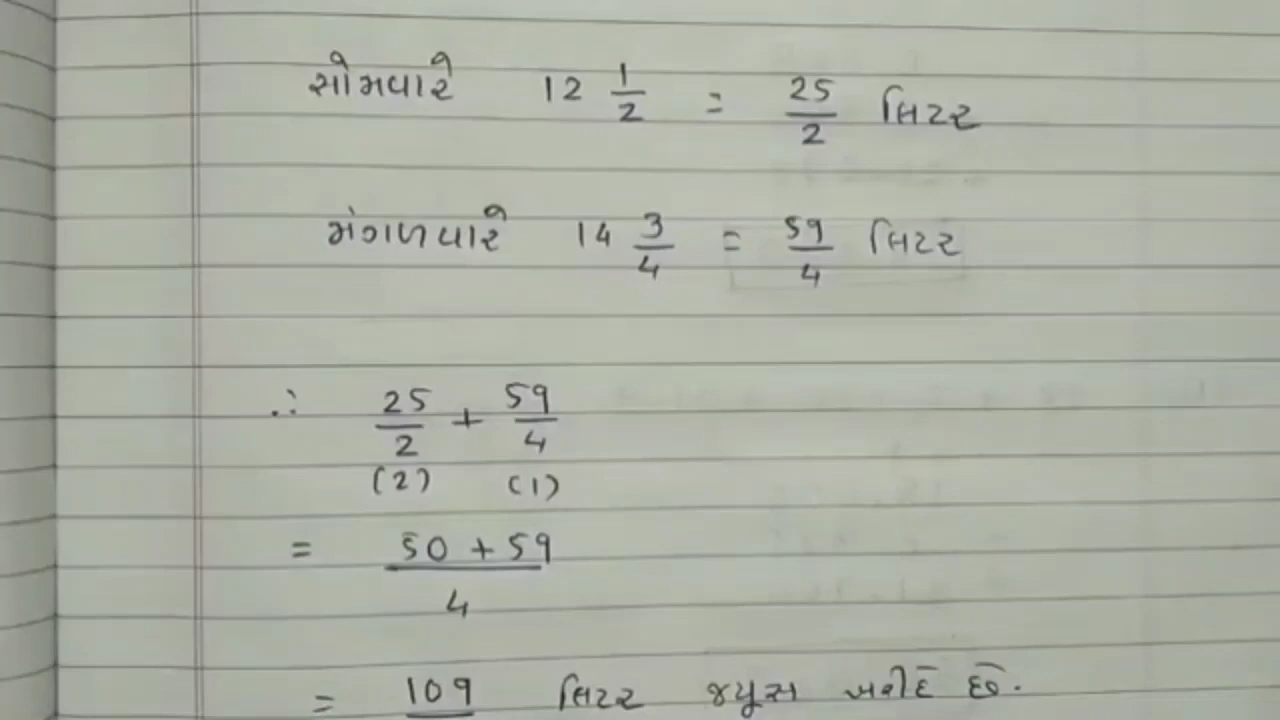 સોમવારે 12 1/2 = 25/2 લિટર
મંગળવારે 14 3/4 = 59/4 લિટર
∴ 25/2 + 59/4
(2) (1)
= 50 + 59 / 4
= 109 લિટર જ્યુસ ખરીદે છે.